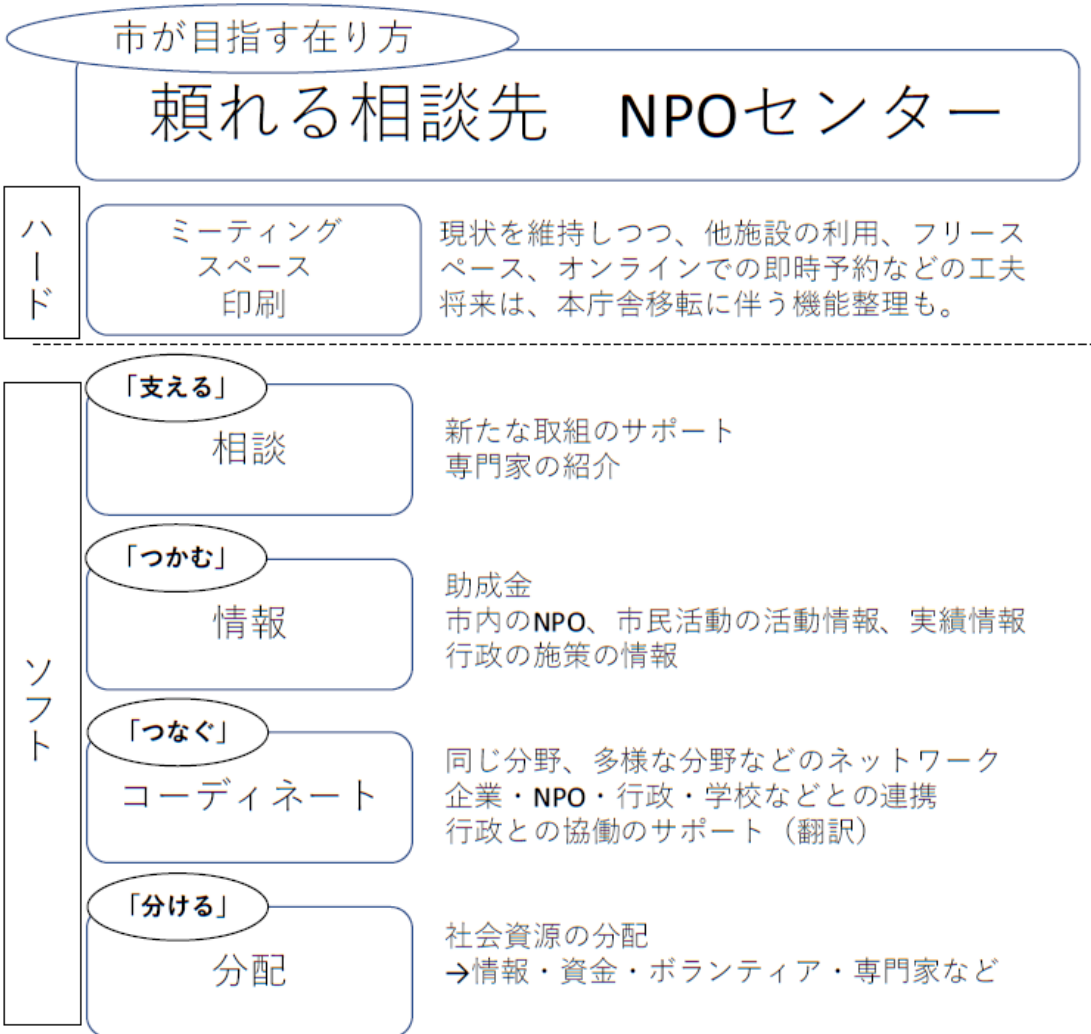 市が目指す在り方
頼れる相談先　NPOセンター
ハード
ミーティング
スペース
印刷
現状を維持しつつ、他施設の利用、フリース
ペース、オンラインでの即時予約などの工夫
将来は、本庁舎移転に伴う機能整理も。
ソフト
「支える」
相談
新たな取組のサポート
専門家の紹介
「つかむ」
情報
助成金
市内のNPO、市民活動の活動情報、実績情報
行政の施策の情報
「つなぐ」
コーディネート
同じ分野、多様な分野などのネットワーク
企業・NPO・行政・学校などとの連携
行政との協働のサポート（翻訳）
「分ける」
分配
社会資源の分配
→情報・資金・ボランティア・専門家など